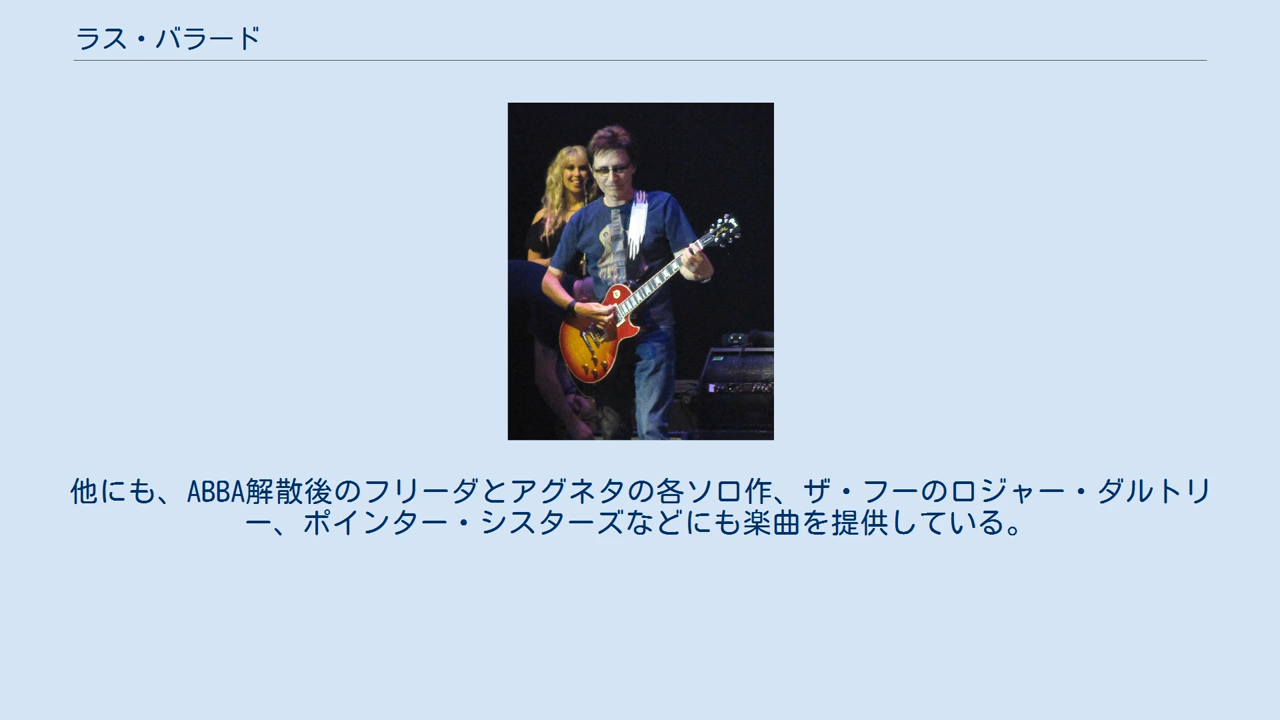 ラス・バラード
他にも、ABBA解散後のフリーダとアグネタの各ソロ作、ザ・フーのロジャー・ダルトリ
ー、ポインター・シスターズなどにも楽曲を提供している。